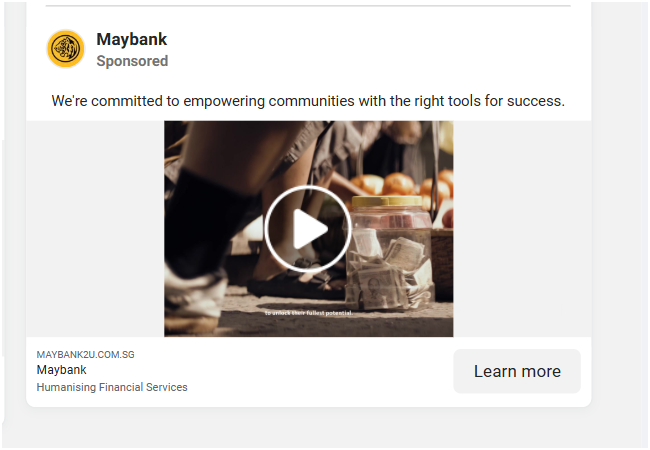 Maybank
Sponsored
We're committed to empowering communities with the right tools for success.
to unlock their fullest potential
MAYBANK2U.COM.SG
Maybank
Humanising Financial Services
Learn more